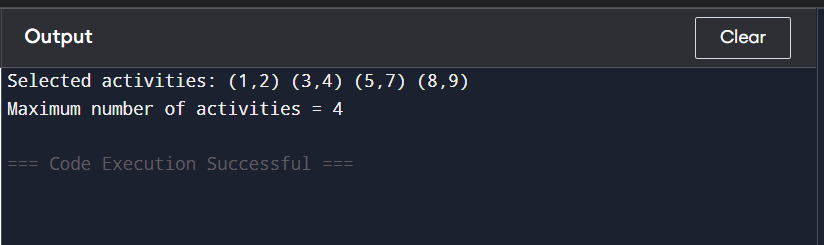 Output
Clear
Selected activities: (1,2) (3,4) (5,7) (8,9)
Maximum number of activities = 4
=== Code Execution Successful ===